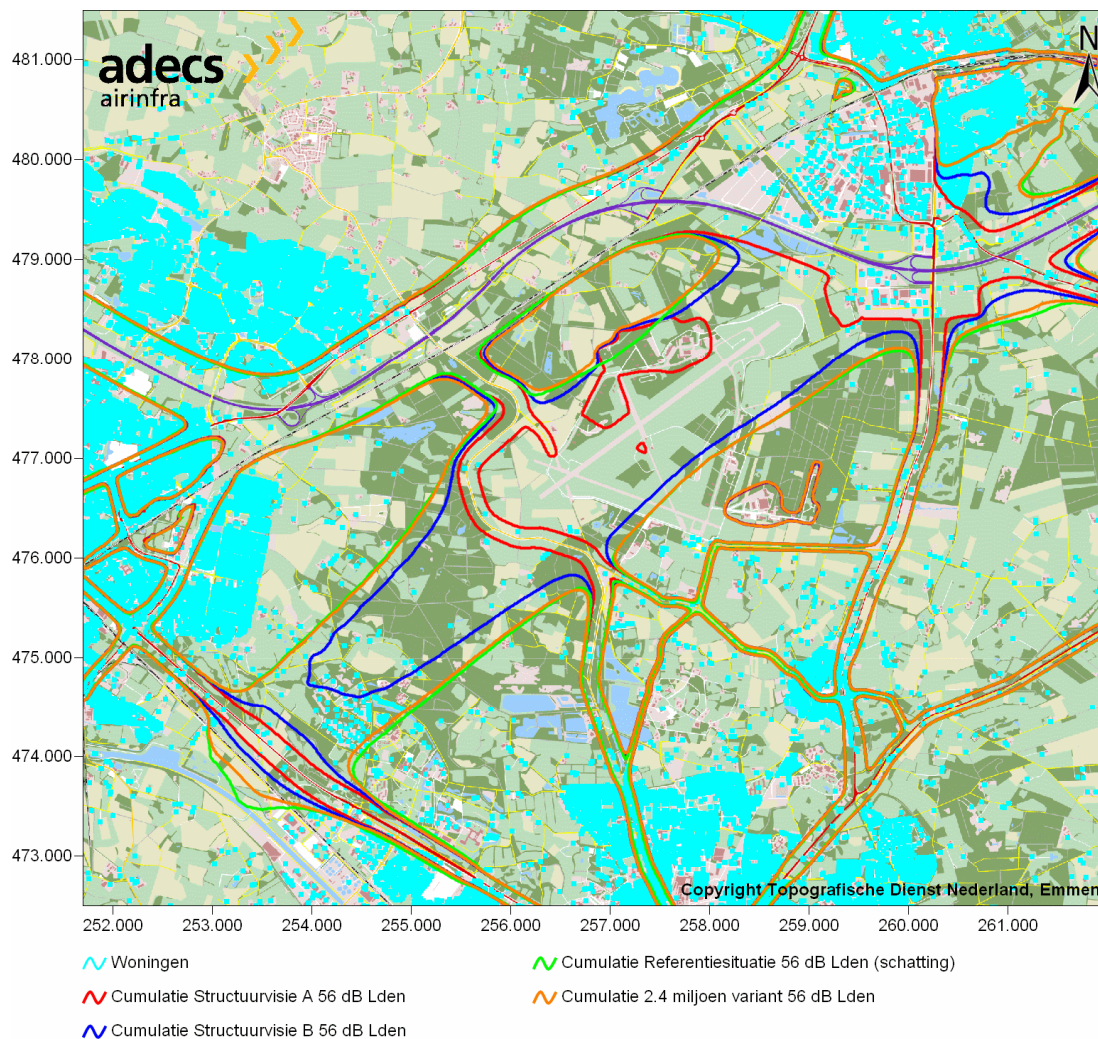 adecs
airinfra
N
481.000
480.000
479.000
478.000
477.000
476.000
475.000
474.000
473.000
Copyright Topografische Dienst Nederland, Emmen
252.000 253.000 254.000 255.000 256.000 257.000 258.000 259.000 260.000 261.000
Woningen
Cumulatie Structuurvisie A 56 dB Lden
Cumulatie Structuurvisie B 56 dB Lden
Cumulatie Referentiesituatie 56 dB Lden (schatting)
Cumulatie 2.4 miljoen variant 56 dB Lden